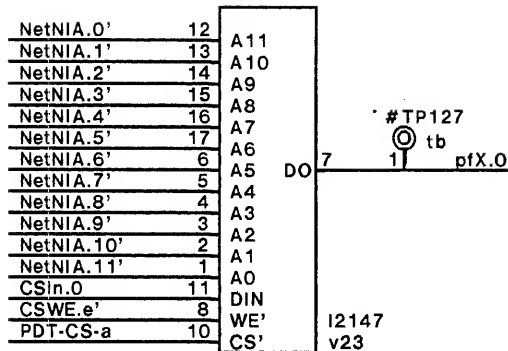 NetNIA.0' 12 A11
NetNIA.1' 13 A10
NetNIA.2' 14 A9
NetNIA.3' 15 A8
NetNIA.4' 16 A7
NetNIA.5' 17 A6
NetNIA.6' 6 A5
NetNIA.7' 5 A4
NetNIA.8' 4 A3
NetNIA.9' 3 A2
NetNIA.10' 2 A1
NetNIA.11' 1 A0
CSIn.0 11 DIN
CSWE.e' 8 WE'
PDT-CS-a 10 CS'
#TP127
tb
DO 7 1 pfX.0
I2147
v23